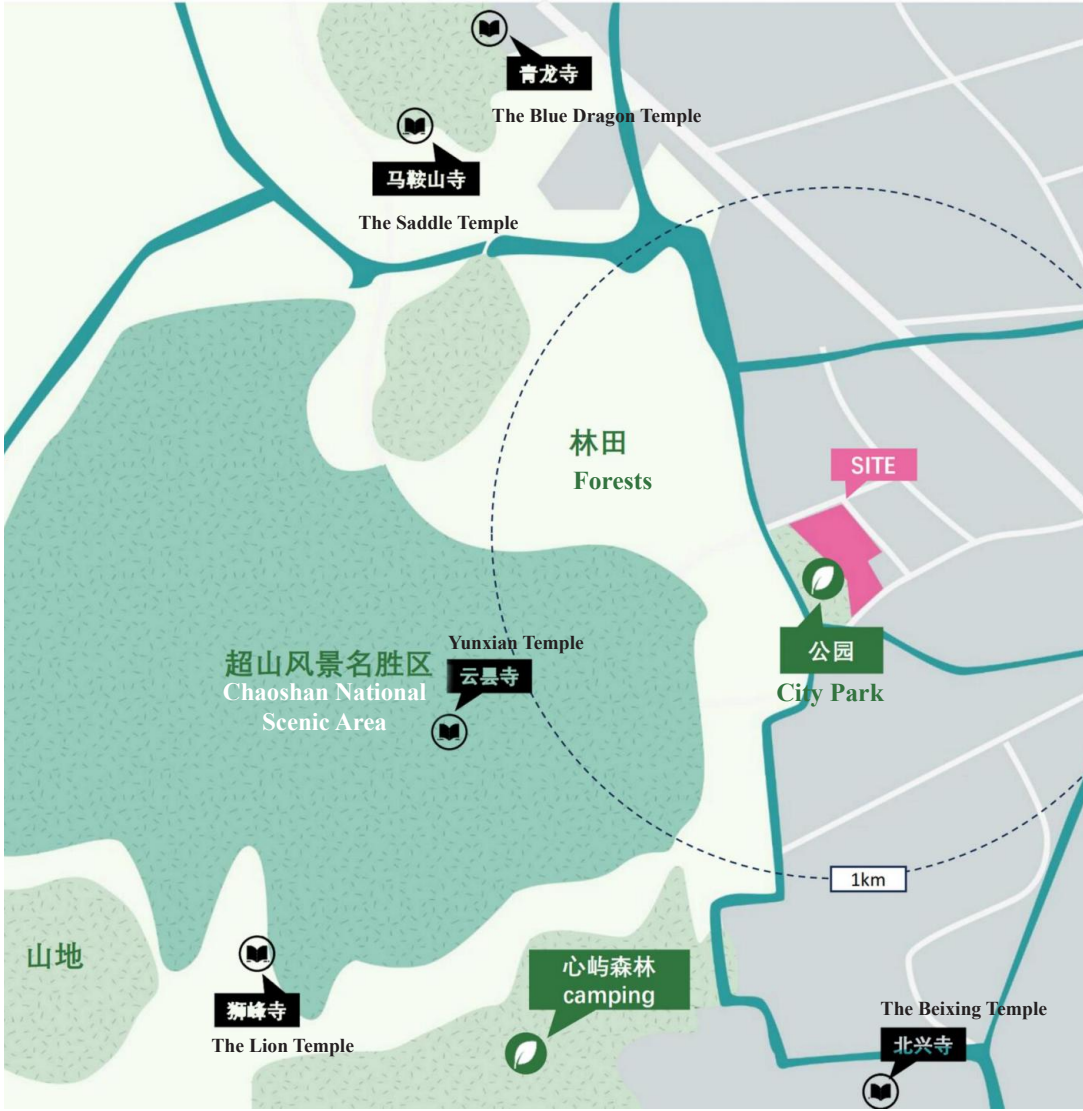 青龙寺
The Blue Dragon Temple
马鞍山寺
The Saddle Temple
林田
Forests
SITE
公园
City Park
Yunxian Temple
云昙寺
超山风景名胜区
Chaoshan National
Scenic Area
1km
山地
心屿森林
camping
狮峰寺
The Lion Temple
The Beixing Temple
北兴寺